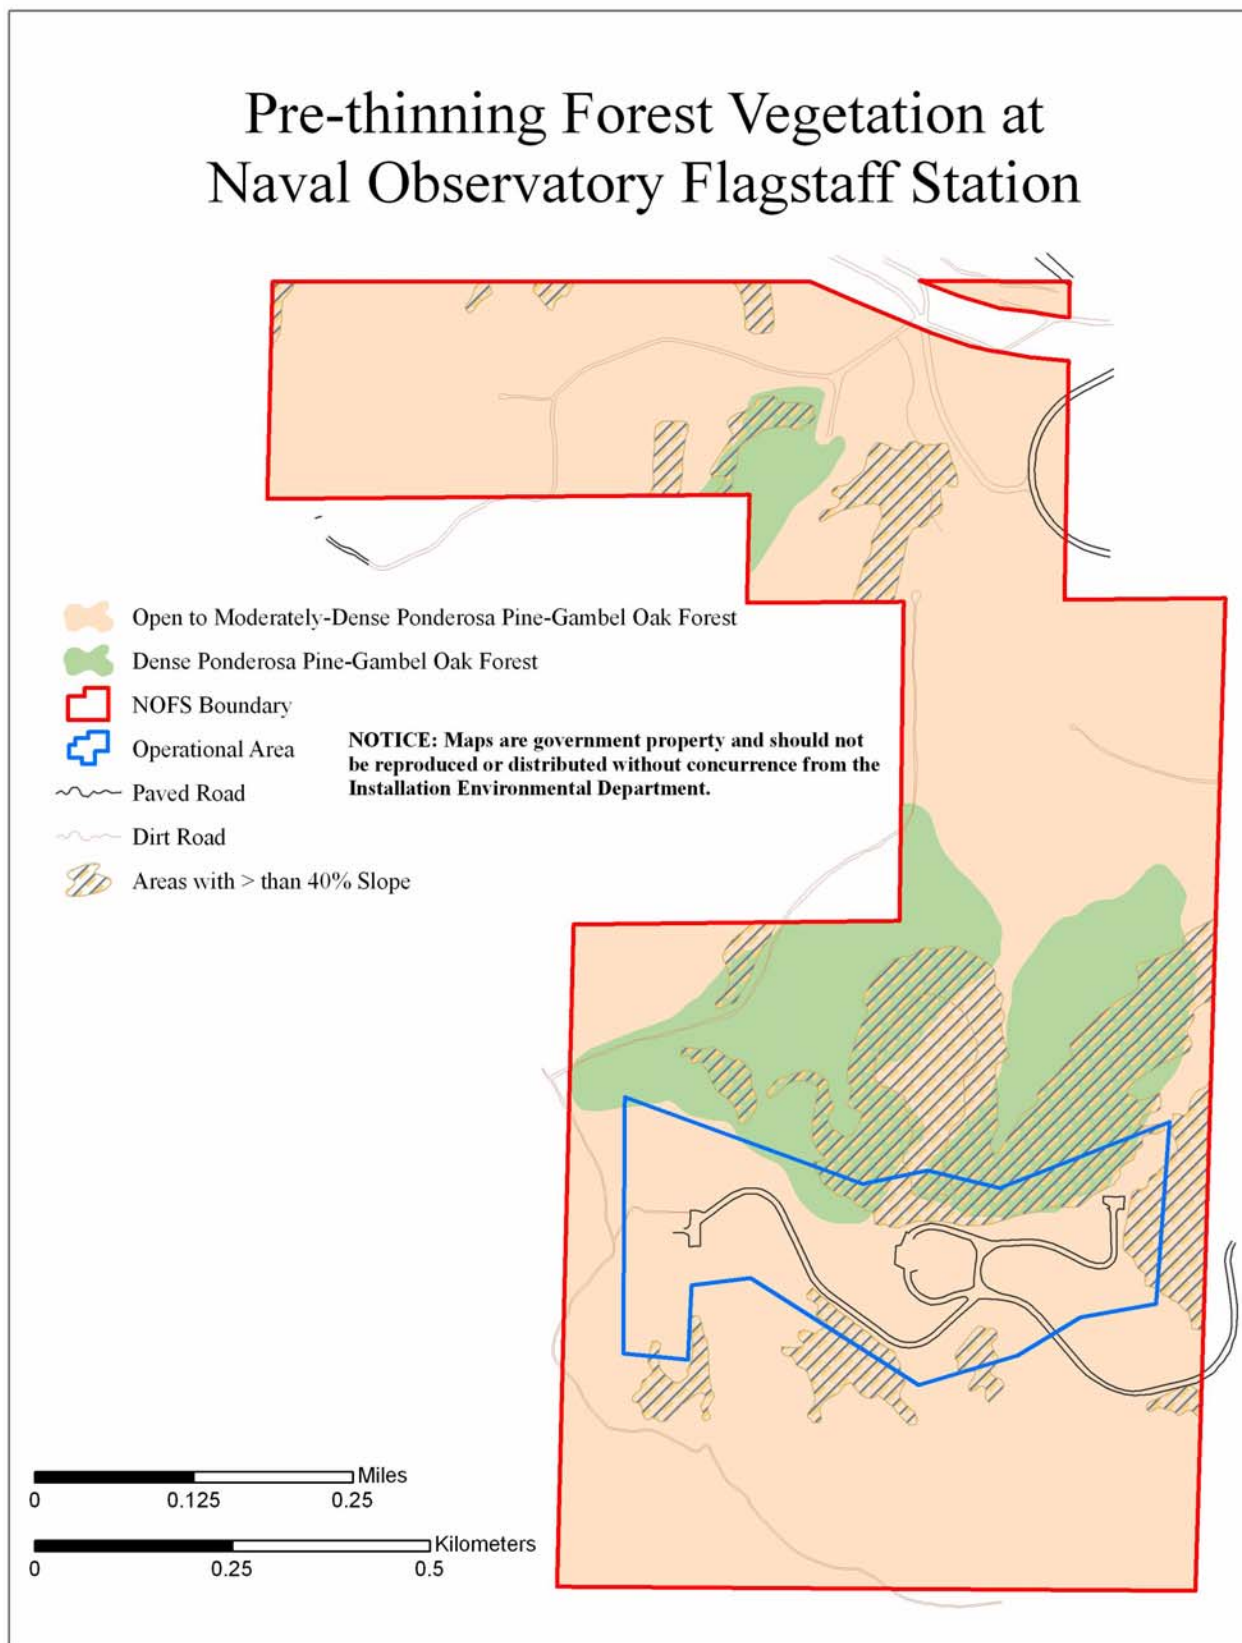 Pre-thinning Forest Vegetation at
Naval Observatory Flagstaff Station
Open to Moderately-Dense Ponderosa Pine-Gambel Oak Forest
Dense Ponderosa Pine-Gambel Oak Forest
NOFS Boundary
Operational Area
Paved Road
Dirt Road
Areas with > than 40% Slope
NOTICE: Maps are government property and should not
be reproduced or distributed without concurrence from the
Installation Environmental Department.
Miles
0 0.125 0.25
Kilometers
0 0.25 0.5